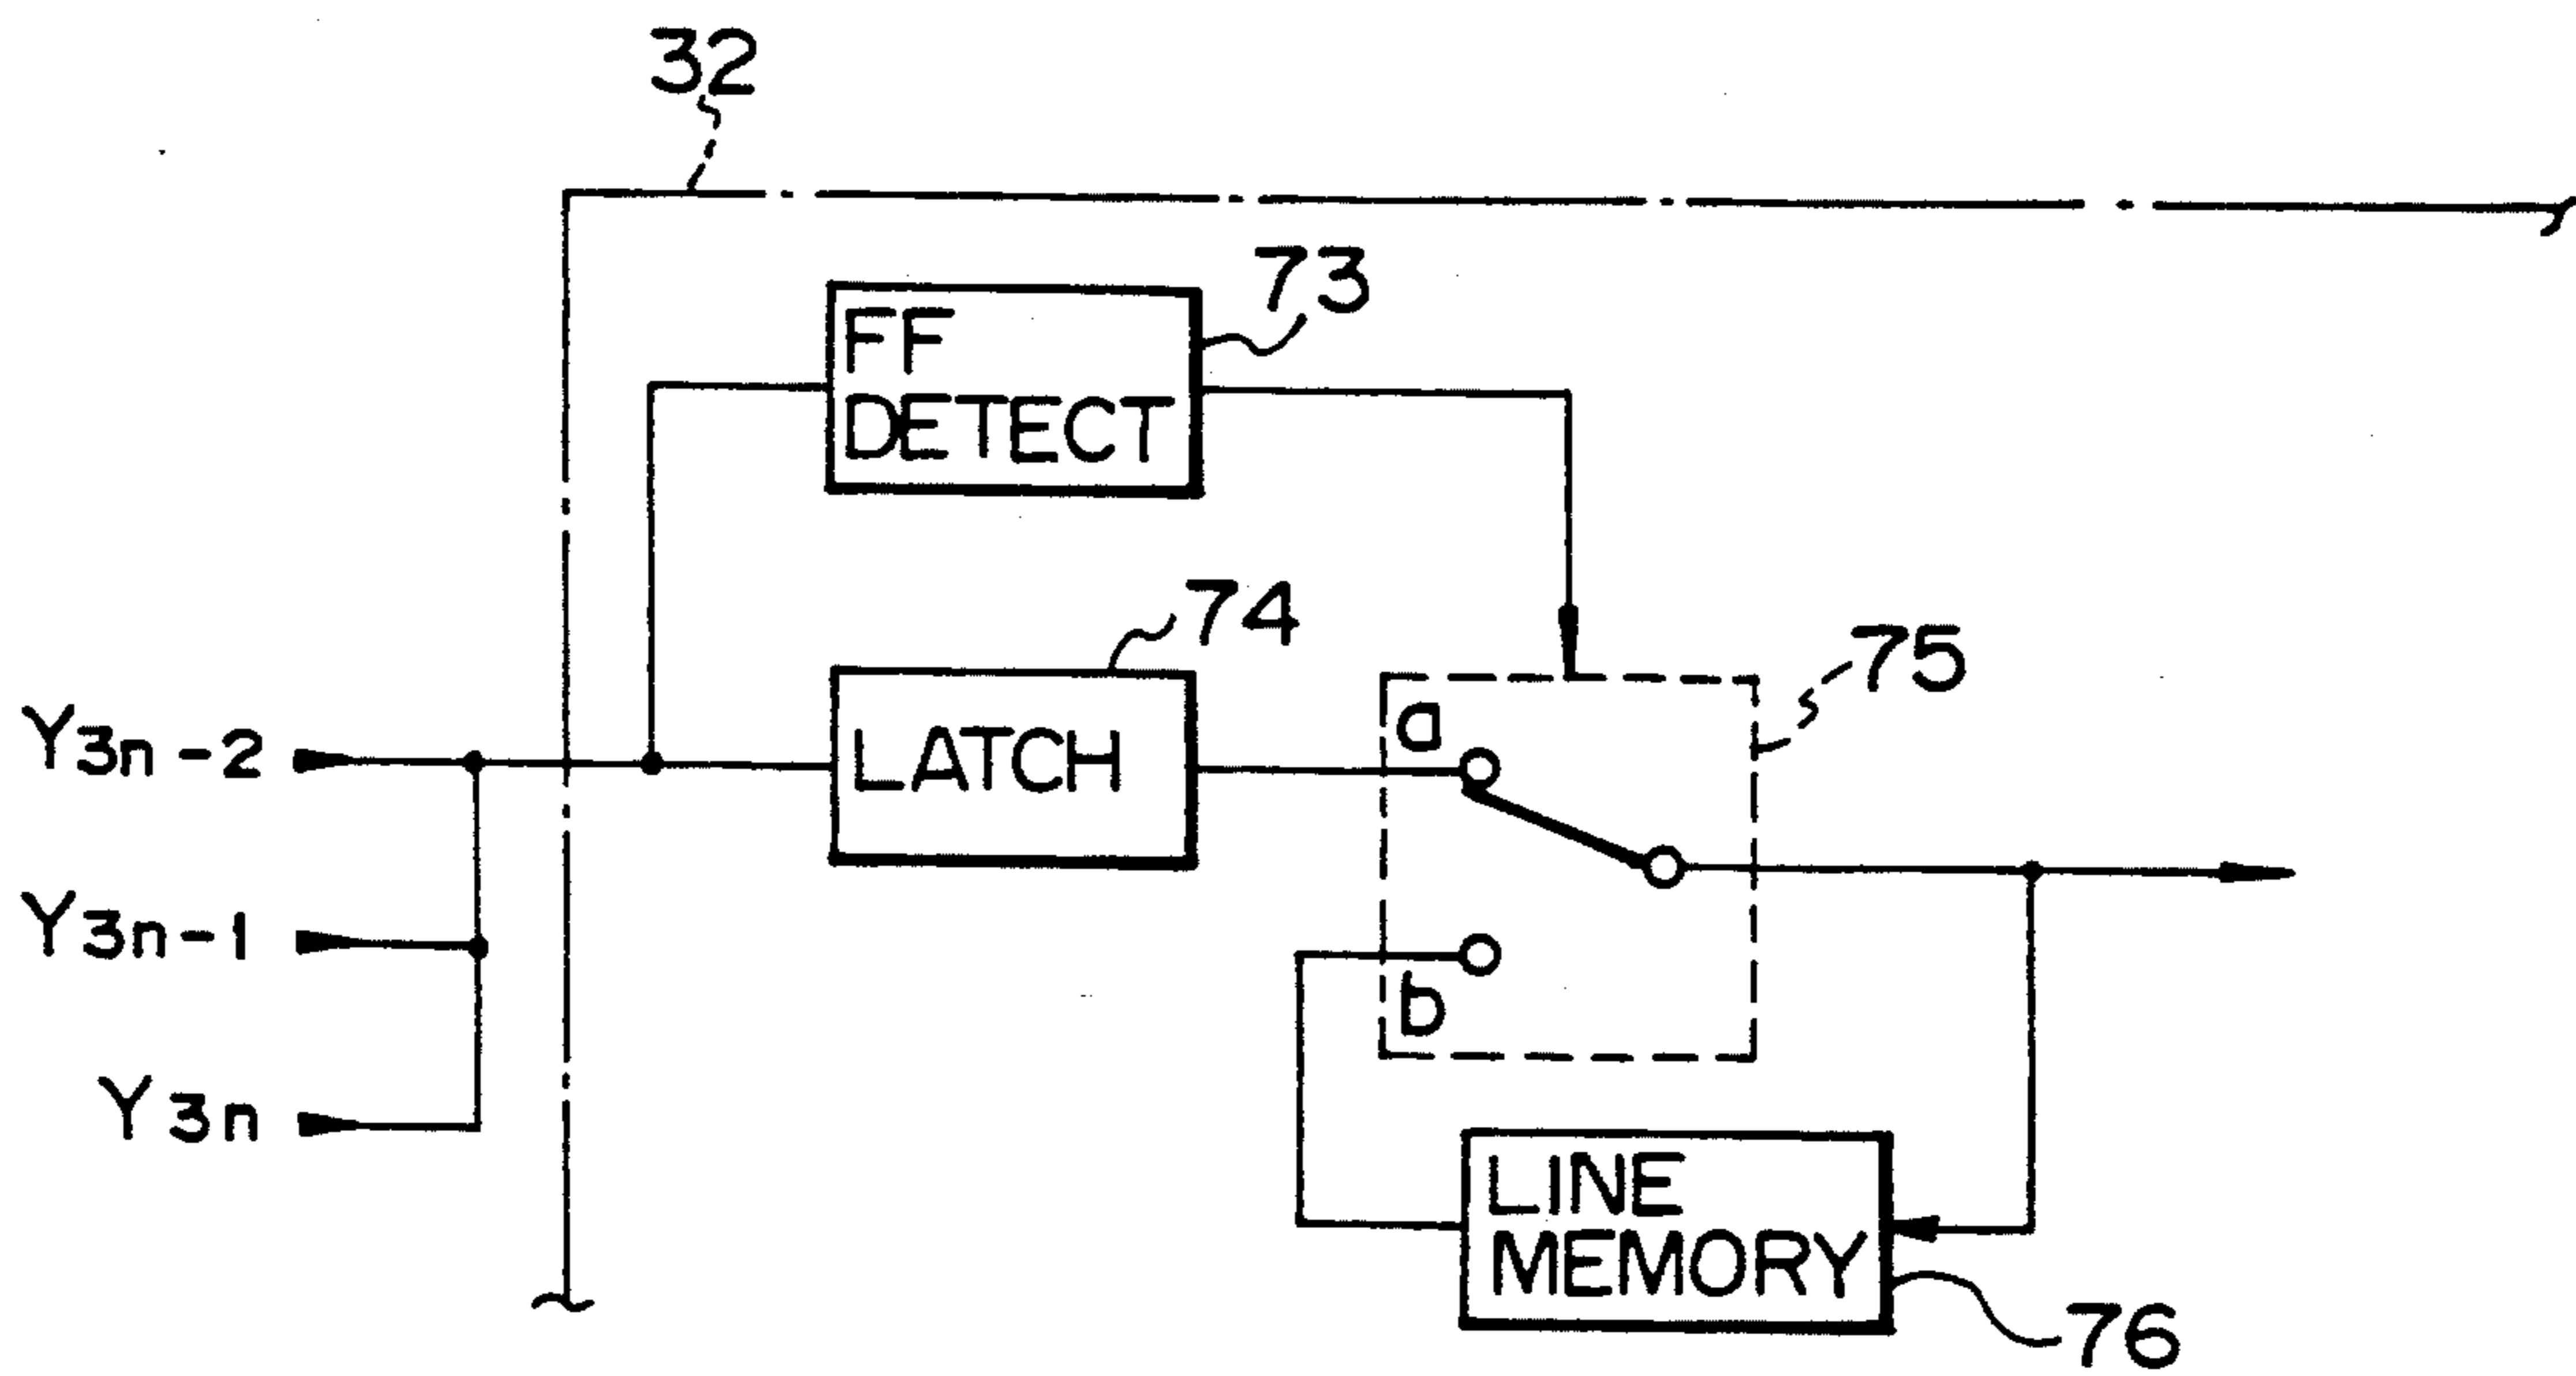 32
73
FF
DETECT
74
LATCH
75
a
b
Y3n-2
Y3n-1
Y3n
LINE
MEMORY
76